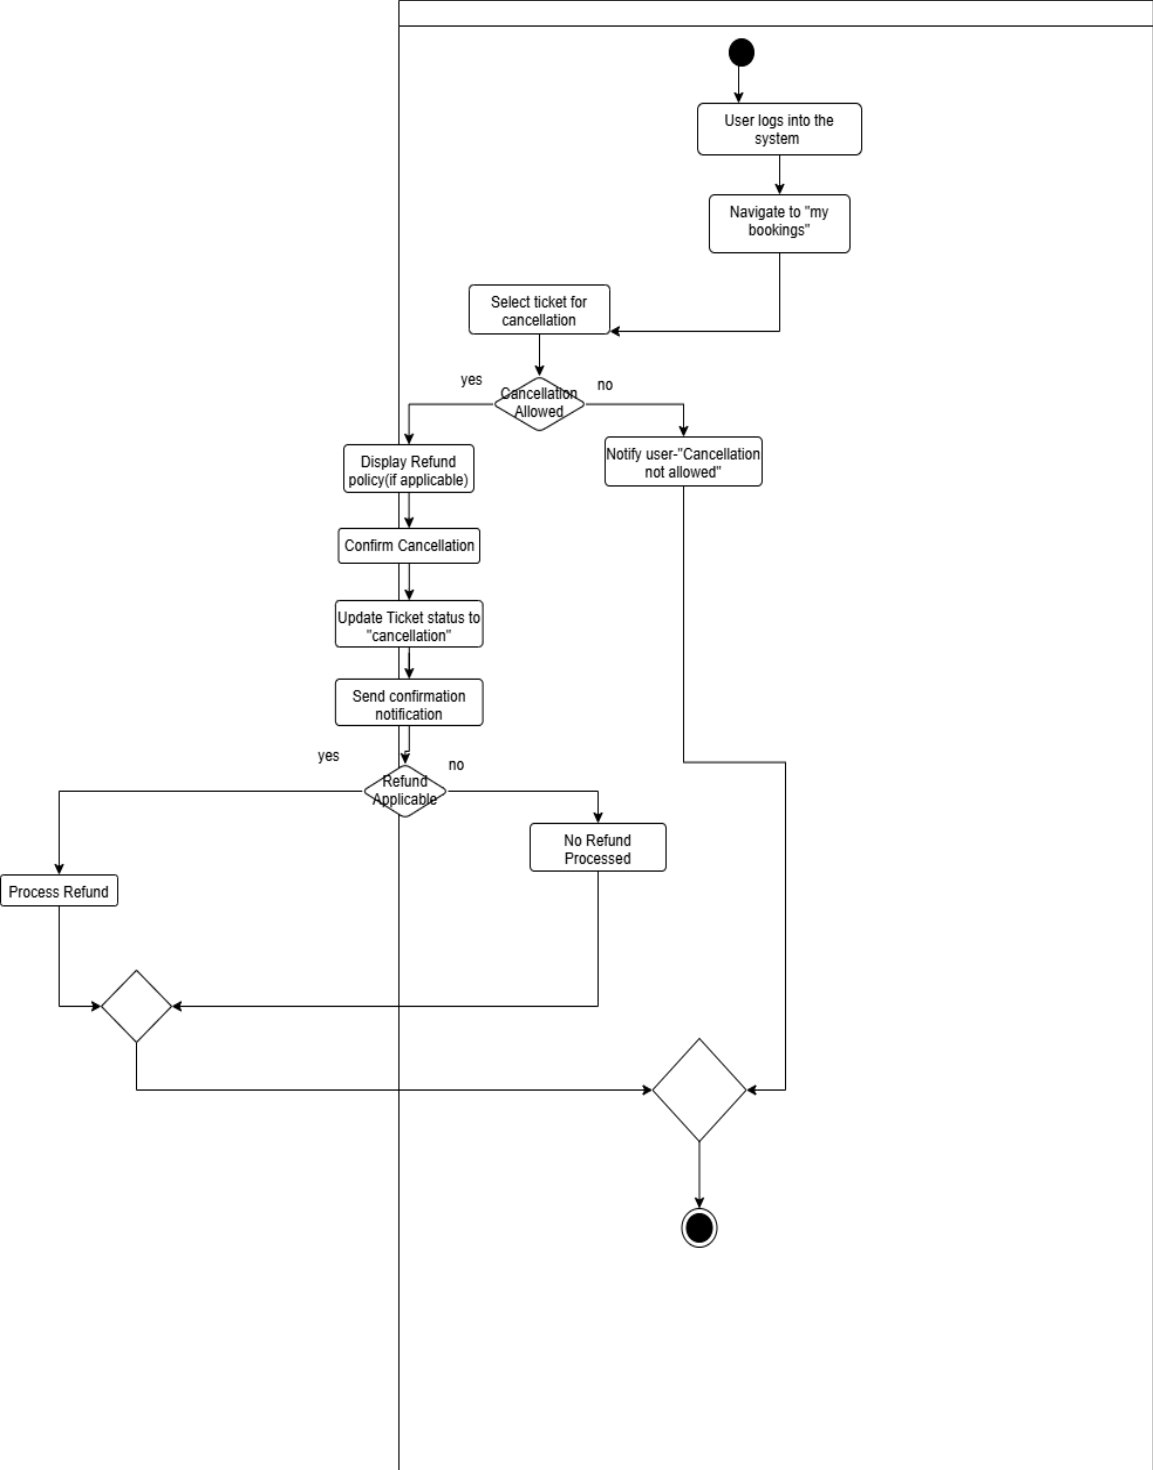 User logs into the
system
Navigate to "my
bookings"
Select ticket for
cancellation
yes
no
Cancellation
Allowed
Display Refund
policy(if applicable)
Notify user-"Cancellation
not allowed"
Confirm Cancellation
Update Ticket status to
"cancellation"
Send confirmation
notification
yes
no
Refund
Applicable
No Refund
Processed
Process Refund